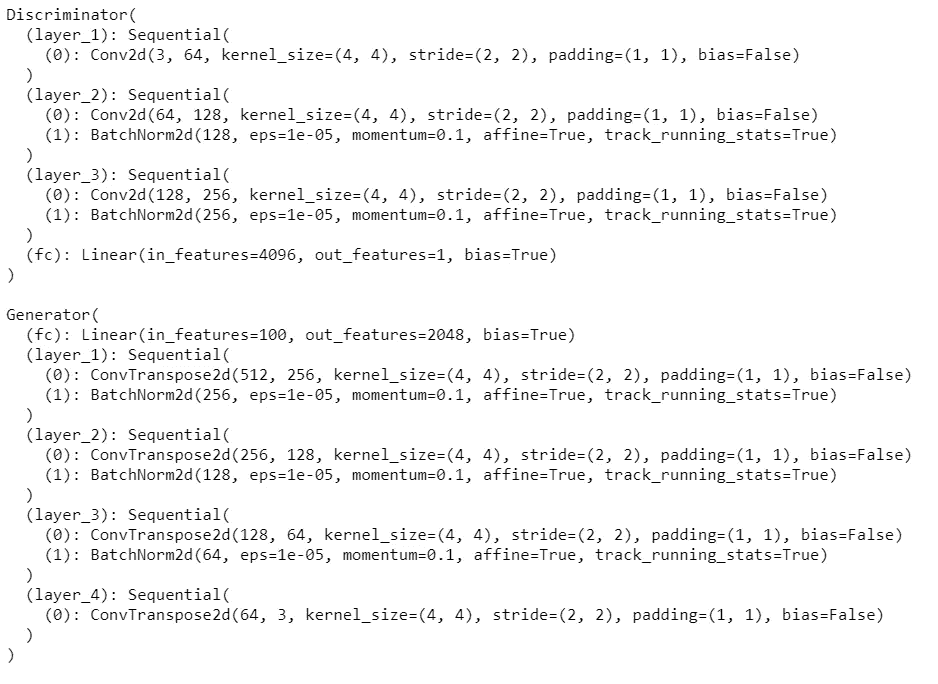 Discriminator(
  (layer_1): Sequential(
    (0): Conv2d(3, 64, kernel_size=(4, 4), stride=(2, 2), padding=(1, 1), bias=False)
  )
  (layer_2): Sequential(
    (0): Conv2d(64, 128, kernel_size=(4, 4), stride=(2, 2), padding=(1, 1), bias=False)
    (1): BatchNorm2d(128, eps=1e-05, momentum=0.1, affine=True, track_running_stats=True)
  )
  (layer_3): Sequential(
    (0): Conv2d(128, 256, kernel_size=(4, 4), stride=(2, 2), padding=(1, 1), bias=False)
    (1): BatchNorm2d(256, eps=1e-05, momentum=0.1, affine=True, track_running_stats=True)
  )
  (fc): Linear(in_features=4096, out_features=1, bias=True)
)

Generator(
  (fc): Linear(in_features=100, out_features=2048, bias=True)
  (layer_1): Sequential(
    (0): ConvTranspose2d(512, 256, kernel_size=(4, 4), stride=(2, 2), padding=(1, 1), bias=False)
    (1): BatchNorm2d(256, eps=1e-05, momentum=0.1, affine=True, track_running_stats=True)
  )
  (layer_2): Sequential(
    (0): ConvTranspose2d(256, 128, kernel_size=(4, 4), stride=(2, 2), padding=(1, 1), bias=False)
    (1): BatchNorm2d(128, eps=1e-05, momentum=0.1, affine=True, track_running_stats=True)
  )
  (layer_3): Sequential(
    (0): ConvTranspose2d(128, 64, kernel_size=(4, 4), stride=(2, 2), padding=(1, 1), bias=False)
    (1): BatchNorm2d(64, eps=1e-05, momentum=0.1, affine=True, track_running_stats=True)
  )
  (layer_4): Sequential(
    (0): ConvTranspose2d(64, 3, kernel_size=(4, 4), stride=(2, 2), padding=(1, 1), bias=False)
  )
)